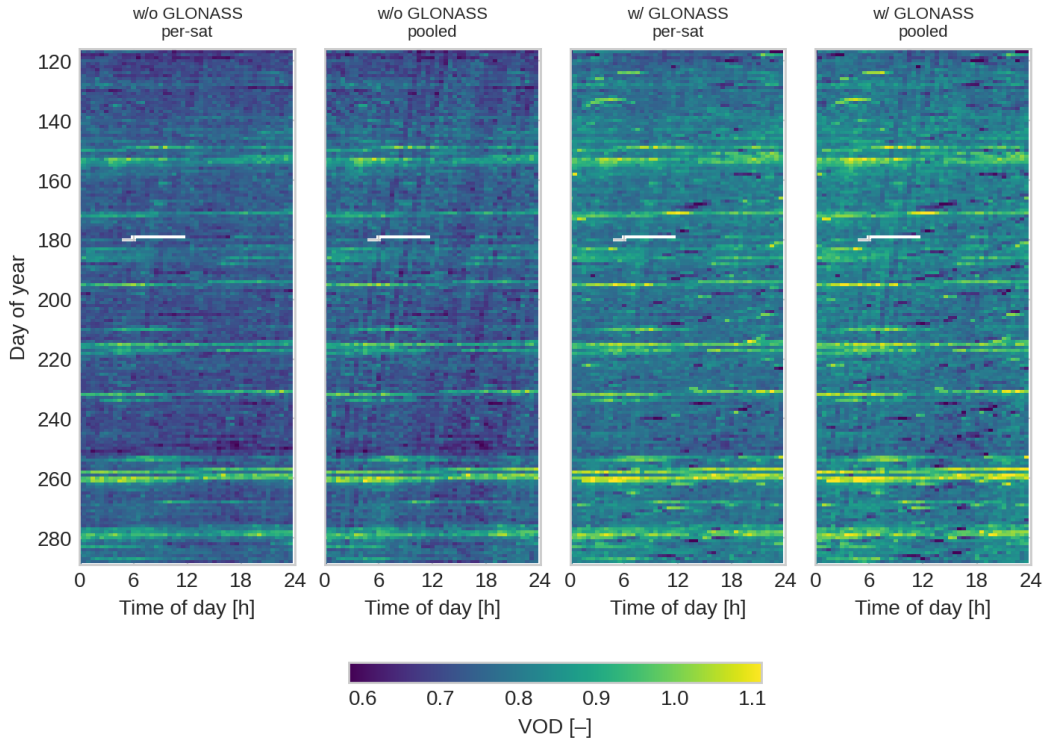 w/o GLONASS
per-sat
w/o GLONASS
pooled
w/ GLONASS
per-sat
w/ GLONASS
pooled
120
140
160
180
200
220
240
260
280
Day of year
0 6 12 18 24
0 6 12 18 24
0 6 12 18 24
0 6 12 18 24
Time of day [h]
Time of day [h]
Time of day [h]
Time of day [h]
0.6 0.7 0.8 0.9 1.0 1.1
VOD [–]